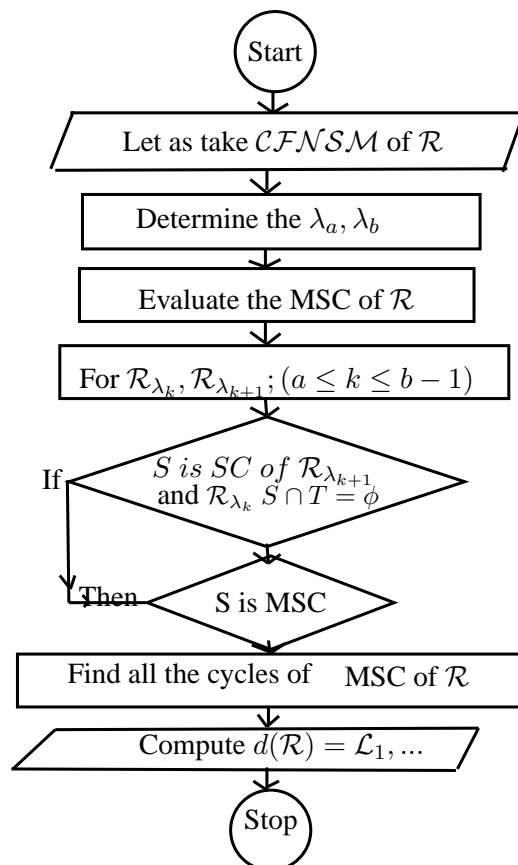 Start
Let as take 𝒞ℱ𝒩𝒮ℳ of ℛ
Determine the λ_a, λ_b
Evaluate the MSC of ℛ
For ℛ_{λ_k}, ℛ_{λ_{k+1}}; (a ≤ k ≤ b − 1)
If
S is SC of ℛ_{λ_{k+1}}
and ℛ_{λ_k} S ∩ T = ϕ
Then
S is MSC
Find all the cycles of MSC of ℛ
Compute d(ℛ) = ℒ₁, ...
Stop